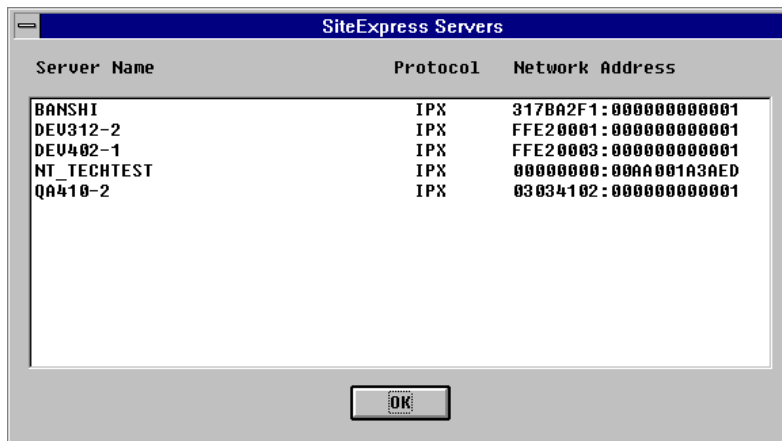 SiteExpress Servers
Server Name Protocol Network Address
BANSHI IPX 317BA2F1:000000000001
DEV312-2 IPX FFE20001:000000000001
DEV402-1 IPX FFE20003:000000000001
NT_TECHTEST IPX 00000000:00AA001A3AED
QA410-2 IPX 03034102:000000000001
OK